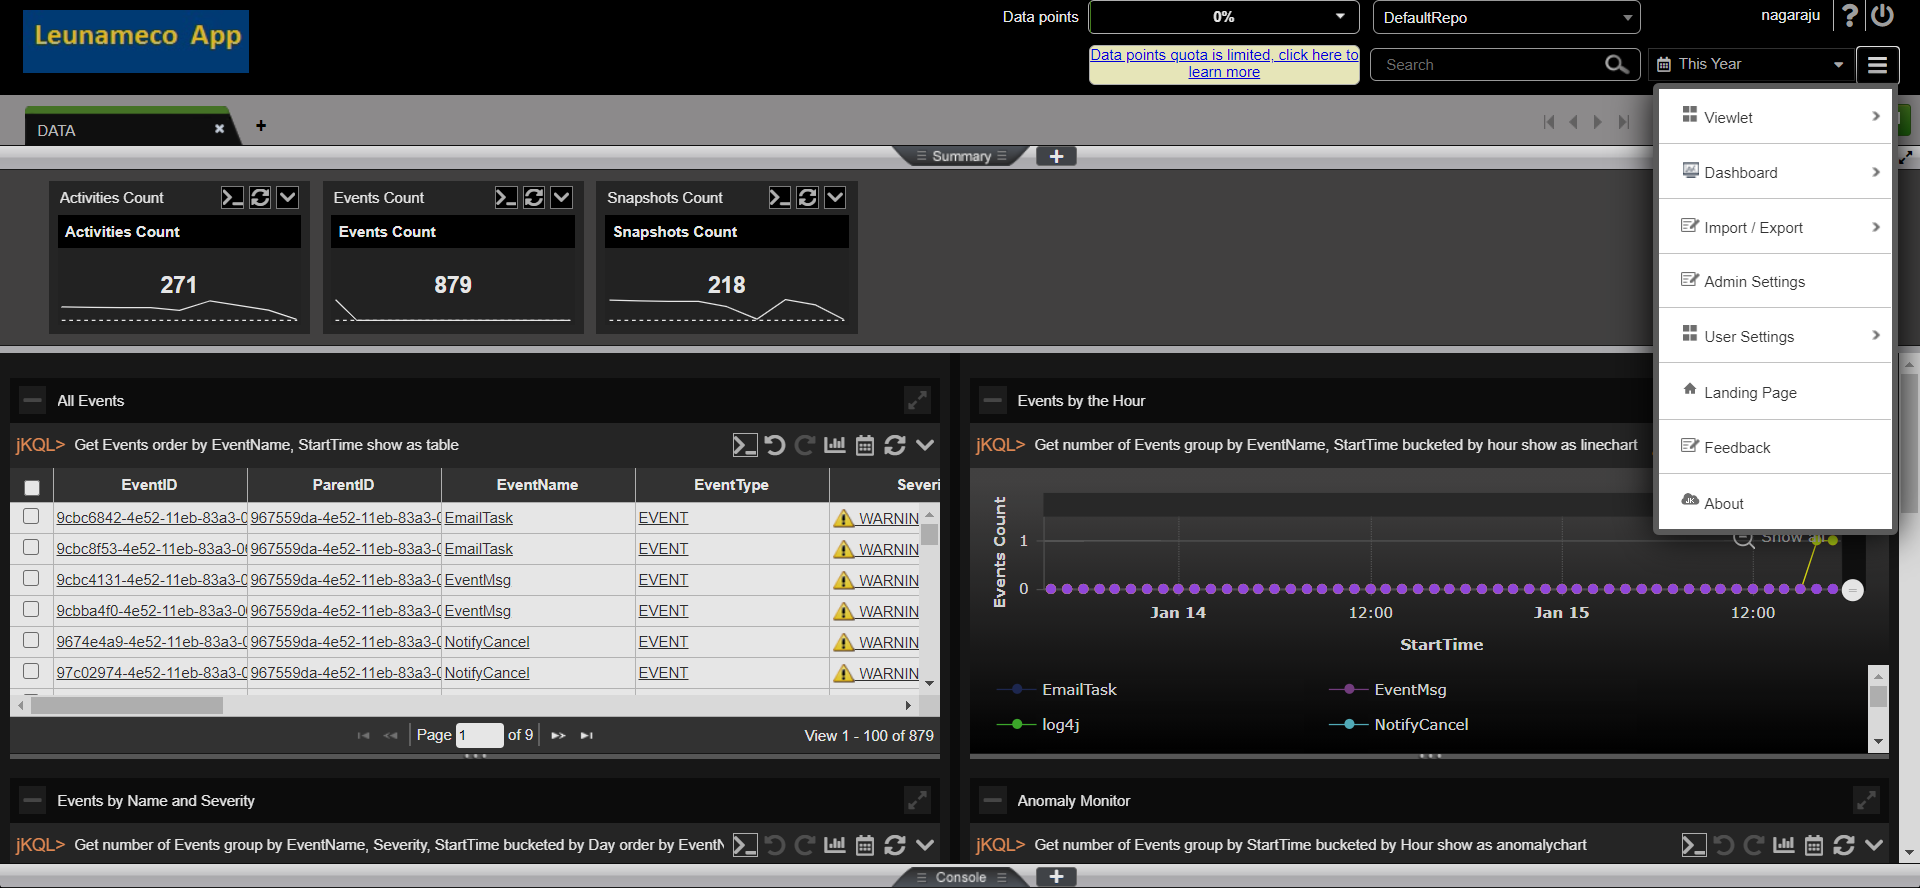 Leunameco App
Data points
0%
DefaultRepo
nagaraju
?
Data points quota is limited, click here to
learn more
Search
This Year
DATA
Summary
Viewlet
Dashboard
Import / Export
Admin Settings
User Settings
Landing Page
Feedback
About
Activities Count
Activities Count
271
Events Count
Events Count
879
Snapshots Count
Snapshots Count
218
All Events
jKQL> Get Events order by EventName, StartTime show as table
EventID ParentID EventName EventType Severi
9cbc6842-4e52-11eb-83a3-0 967559da-4e52-11eb-83a3-0 EmailTask EVENT WARNIN
9cbc8f53-4e52-11eb-83a3-0 967559da-4e52-11eb-83a3-0 EmailTask EVENT WARNIN
9cbc4131-4e52-11eb-83a3-0 967559da-4e52-11eb-83a3-0 EventMsg EVENT WARNIN
9cbba4f0-4e52-11eb-83a3-0 967559da-4e52-11eb-83a3-0 EventMsg EVENT WARNIN
9674e4a9-4e52-11eb-83a3-0 967559da-4e52-11eb-83a3-0 NotifyCancel EVENT WARNIN
97c02974-4e52-11eb-83a3-0 967559da-4e52-11eb-83a3-0 NotifyCancel EVENT WARNIN
Page 1 of 9
View 1 - 100 of 879
Events by the Hour
jKQL> Get number of Events group by EventName, StartTime bucketed by hour show as linechart
Events Count
Show all
1
0
Jan 14 12:00 Jan 15 12:00
StartTime
EmailTask EventMsg
log4j NotifyCancel
Events by Name and Severity
jKQL> Get number of Events group by EventName, Severity, StartTime bucketed by Day order by EventN
Anomaly Monitor
jKQL> Get number of Events group by StartTime bucketed by Hour show as anomalychart
Console